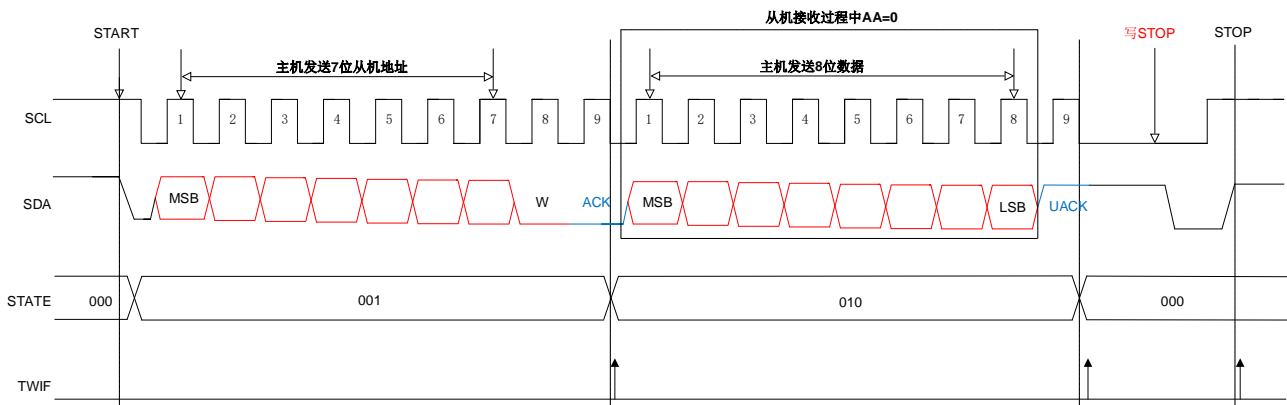 从机接收过程中AA=0
START
写STOP
STOP
主机发送7位从机地址
主机发送8位数据
SCL
1 2 3 4 5 6 7 8 9 1 2 3 4 5 6 7 8 9
SDA
MSB W ACK MSB LSB UACK
STATE 000 001 010 000
TWIF